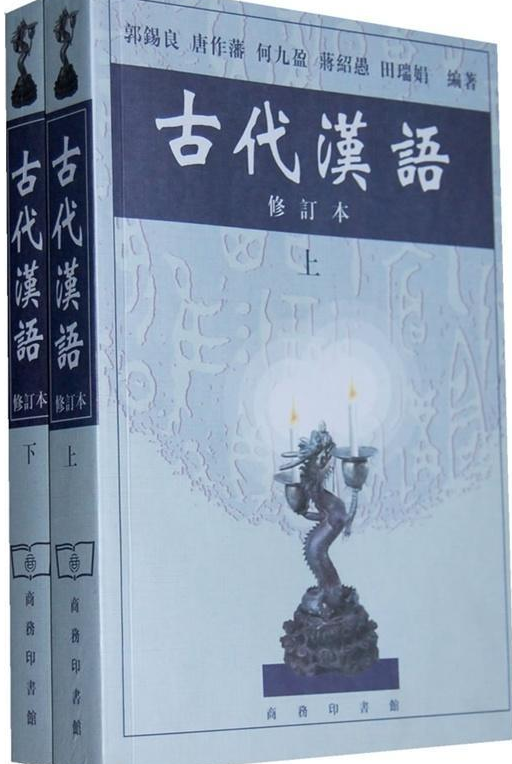 郭錫良 唐作藩 何九盈 蔣紹愚 田瑞娟 編著
古代漢語
修訂本
上
商務印書館
古代漢語
修訂本
上
商務印書館
古代漢語
修訂本
下
商務印書館